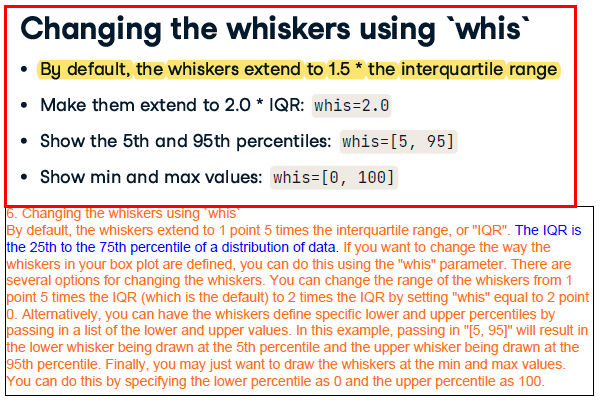 Changing the whiskers using `whis`
• By default, the whiskers extend to 1.5 * the interquartile range
• Make them extend to 2.0 * IQR: whis=2.0
• Show the 5th and 95th percentiles: whis=[5, 95]
• Show min and max values: whis=[0, 100]
6. Changing the whiskers using `whis`
By default, the whiskers extend to 1 point 5 times the interquartile range, or "IQR". The IQR is
the 25th to the 75th percentile of a distribution of data. If you want to change the way the
whiskers in your box plot are defined, you can do this using the "whis" parameter. There are
several options for changing the whiskers. You can change the range of the whiskers from 1
point 5 times the IQR (which is the default) to 2 times the IQR by setting "whis" equal to 2 point
0. Alternatively, you can have the whiskers define specific lower and upper percentiles by
passing in a list of the lower and upper values. In this example, passing in "[5, 95]" will result in
the lower whisker being drawn at the 5th percentile and the upper whisker being drawn at the
95th percentile. Finally, you may just want to draw the whiskers at the min and max values.
You can do this by specifying the lower percentile as 0 and the upper percentile as 100.